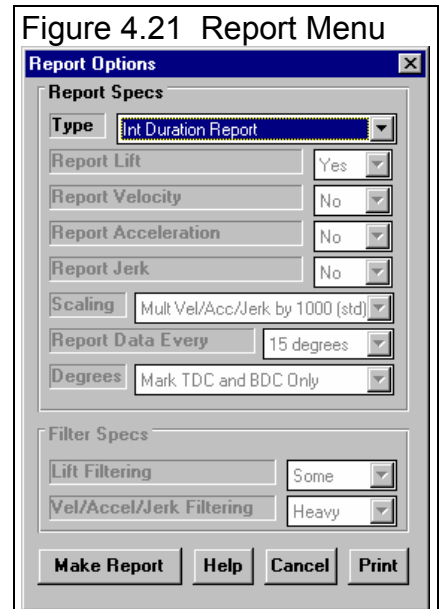 Figure 4.21 Report Menu
Report Options
Report Specs
Type Int Duration Report
Report Lift Yes
Report Velocity No
Report Acceleration No
Report Jerk No
Scaling Mult Vel/Acc/Jerk by 1000 (std)
Report Data Every 15 degrees
Degrees Mark TDC and BDC Only
Filter Specs
Lift Filtering Some
Vel/Accel/Jerk Filtering Heavy
Make Report Help Cancel Print